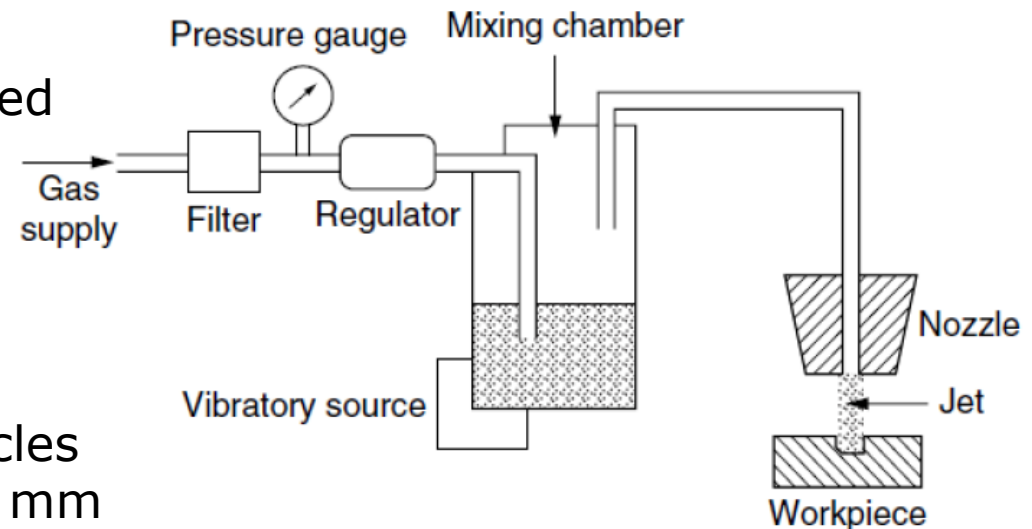 Pressure gauge
Mixing chamber
ed
Gas
supply
Filter
Regulator
Nozzle
Vibratory source
Jet
cles
mm
Workpiece